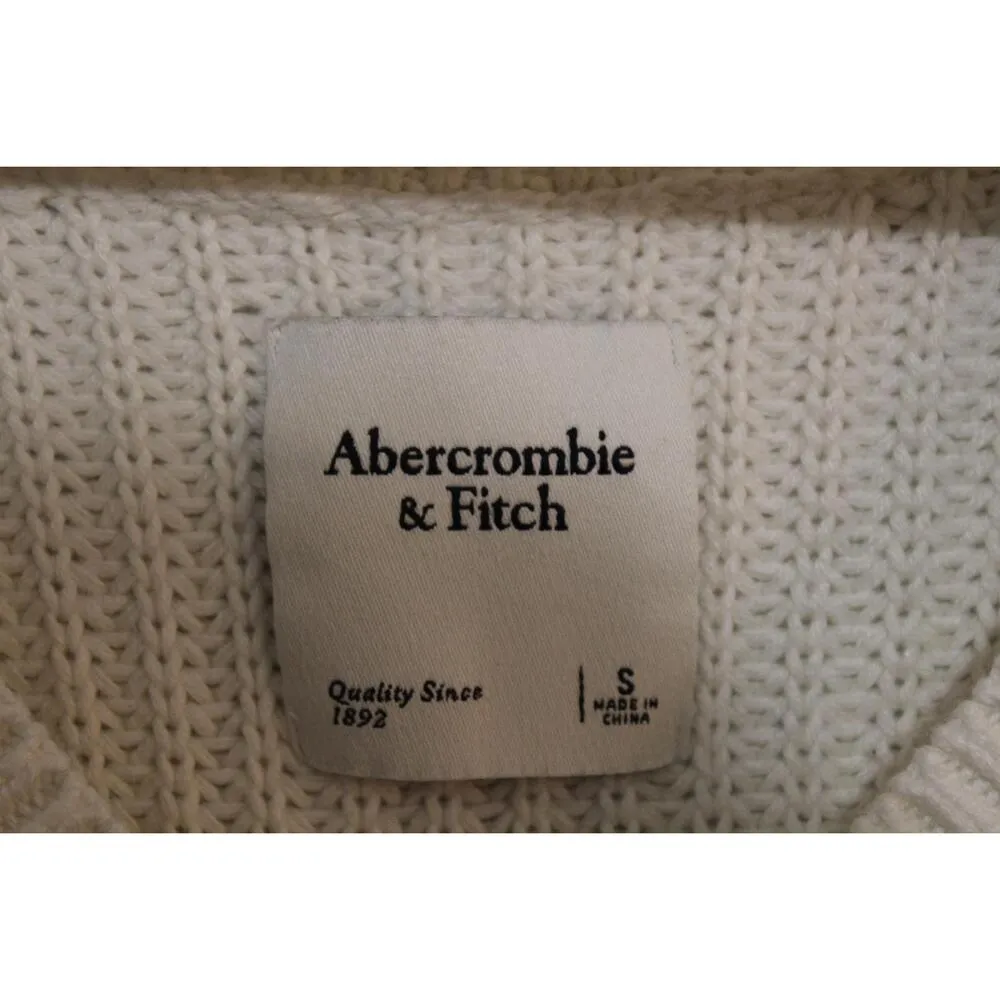 Abercrombie
& Fitch
Quality Since
1892
S
MADE IN
CHINA